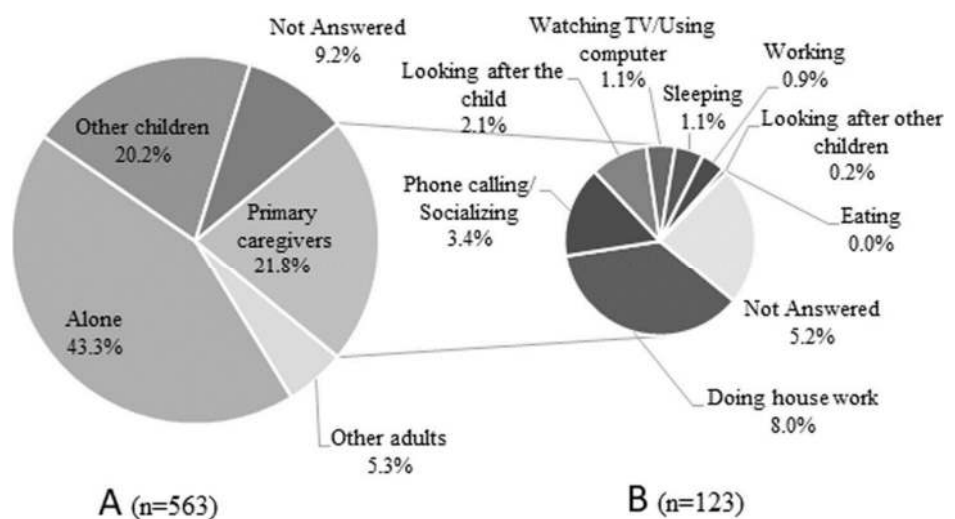 Not Answered
9.2%
Other children
20.2%
Primary
caregivers
21.8%
Alone
43.3%
Other adults
5.3%
A (n=563)
Watching TV/Using
computer
1.1%
Looking after the
child
2.1%
Sleeping
1.1%
Working
0.9%
Looking after other
children
0.2%
Phone calling/
Socializing
3.4%
Eating
0.0%
Not Answered
5.2%
Doing house work
8.0%
B (n=123)